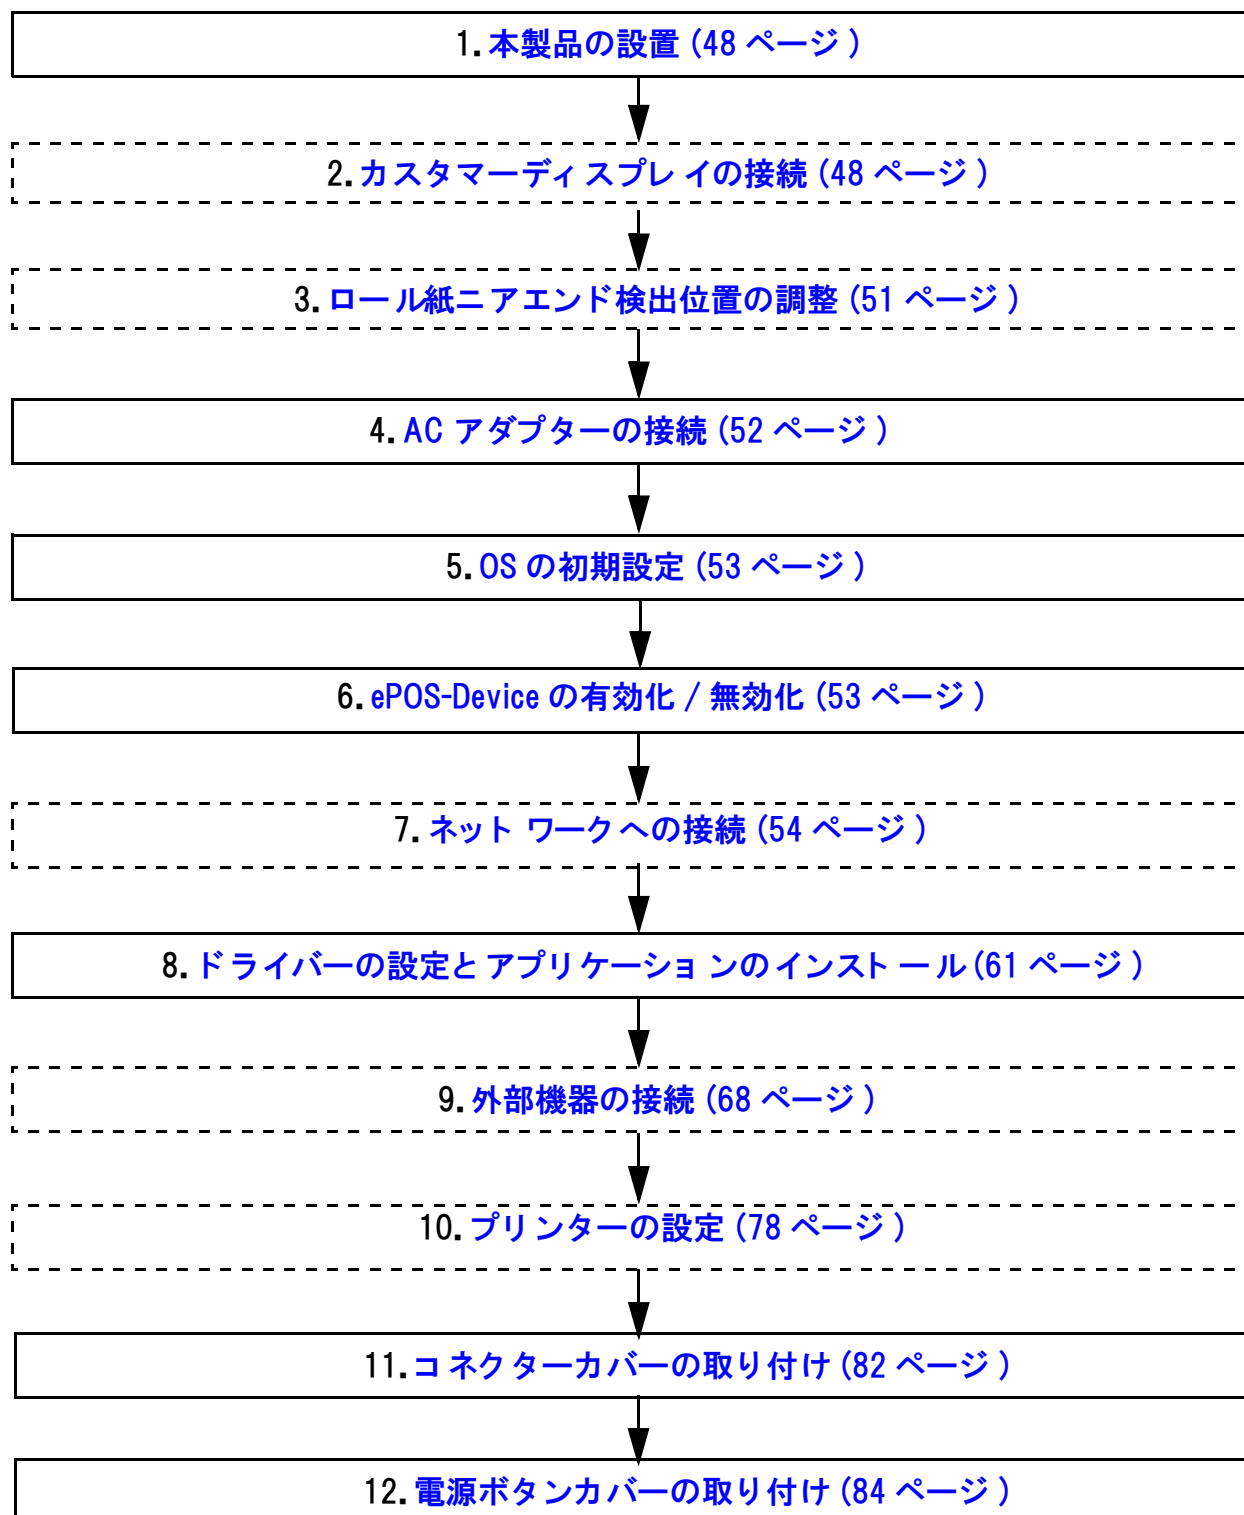 1. 本製品の設置 (48 ページ )
2. カスタマーディスプレイの接続 (48 ページ )
3. ロール紙ニアエンド検出位置の調整 (51 ページ )
4. AC アダプターの接続 (52 ページ )
5. OS の初期設定 (53 ページ )
6. ePOS-Device の有効化 / 無効化 (53 ページ )
7. ネットワークへの接続 (54 ページ )
8. ドライバーの設定とアプリケーションのインストール (61 ページ )
9. 外部機器の接続 (68 ページ )
10. プリンターの設定 (78 ページ )
11. コネクターカバーの取り付け (82 ページ )
12. 電源ボタンカバーの取り付け (84 ページ )